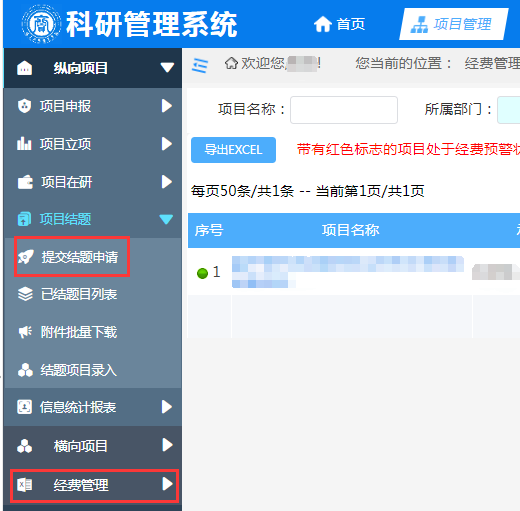 科研管理系统
首页
项目管理
纵向项目
项目申报
项目立项
项目在研
项目结题
提交结题申请
已结题目列表
附件批量下载
结题项目录入
信息统计报表
横向项目
经费管理
欢迎您, !
您当前的位置： 经费管理
项目名称：
所属部门：
导出EXCEL
带有红色标志的项目处于经费预警
每页50条/共1条 -- 当前第1页/共1页
序号 项目名称
1